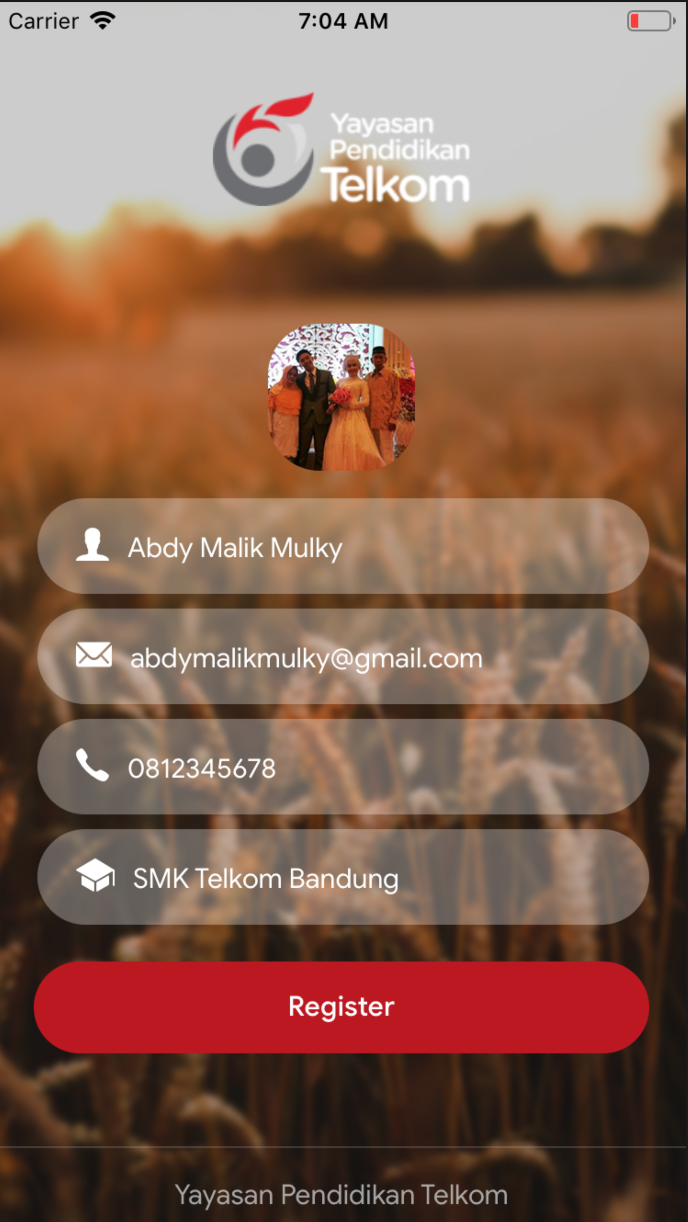 Carrier
7:04 AM
Yayasan
Pendidikan
Telkom
Abdy Malik Mulky
abdymalikmulky@gmail.com
0812345678
SMK Telkom Bandung
Register
Yayasan Pendidikan Telkom